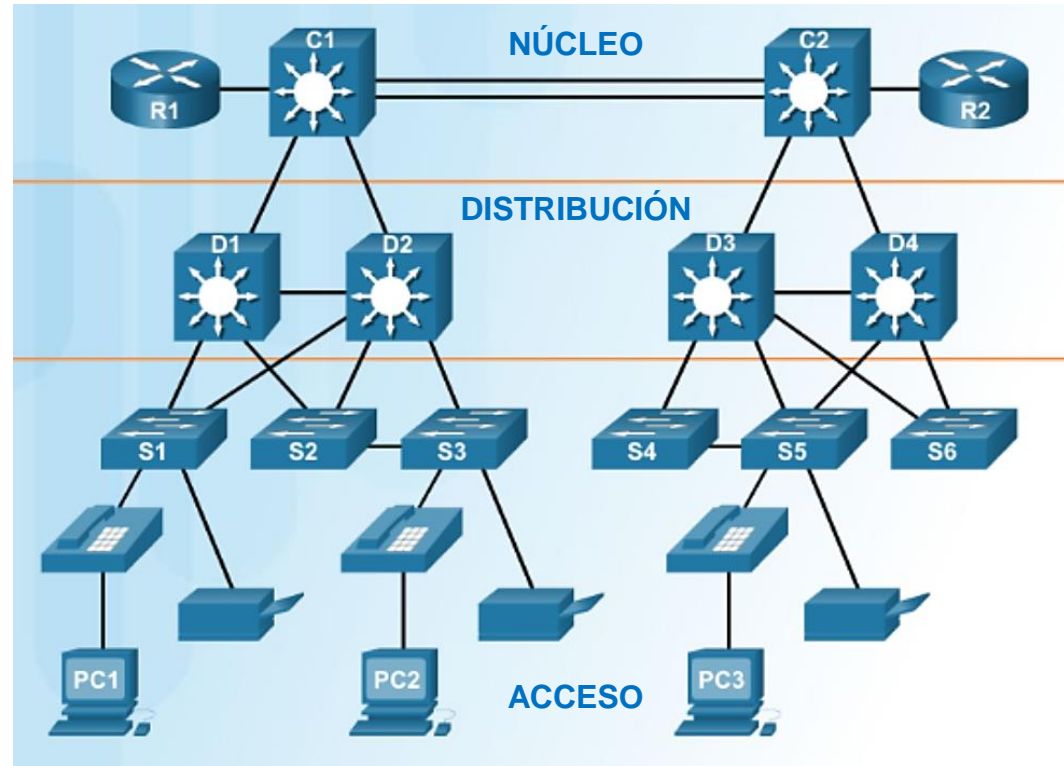 C1
NÚCLEO
C2
R1
R2
DISTRIBUCIÓN
D1
D2
D3
D4
S1
S2
S3
S4
S5
S6
PC1
PC2
PC3
ACCESO